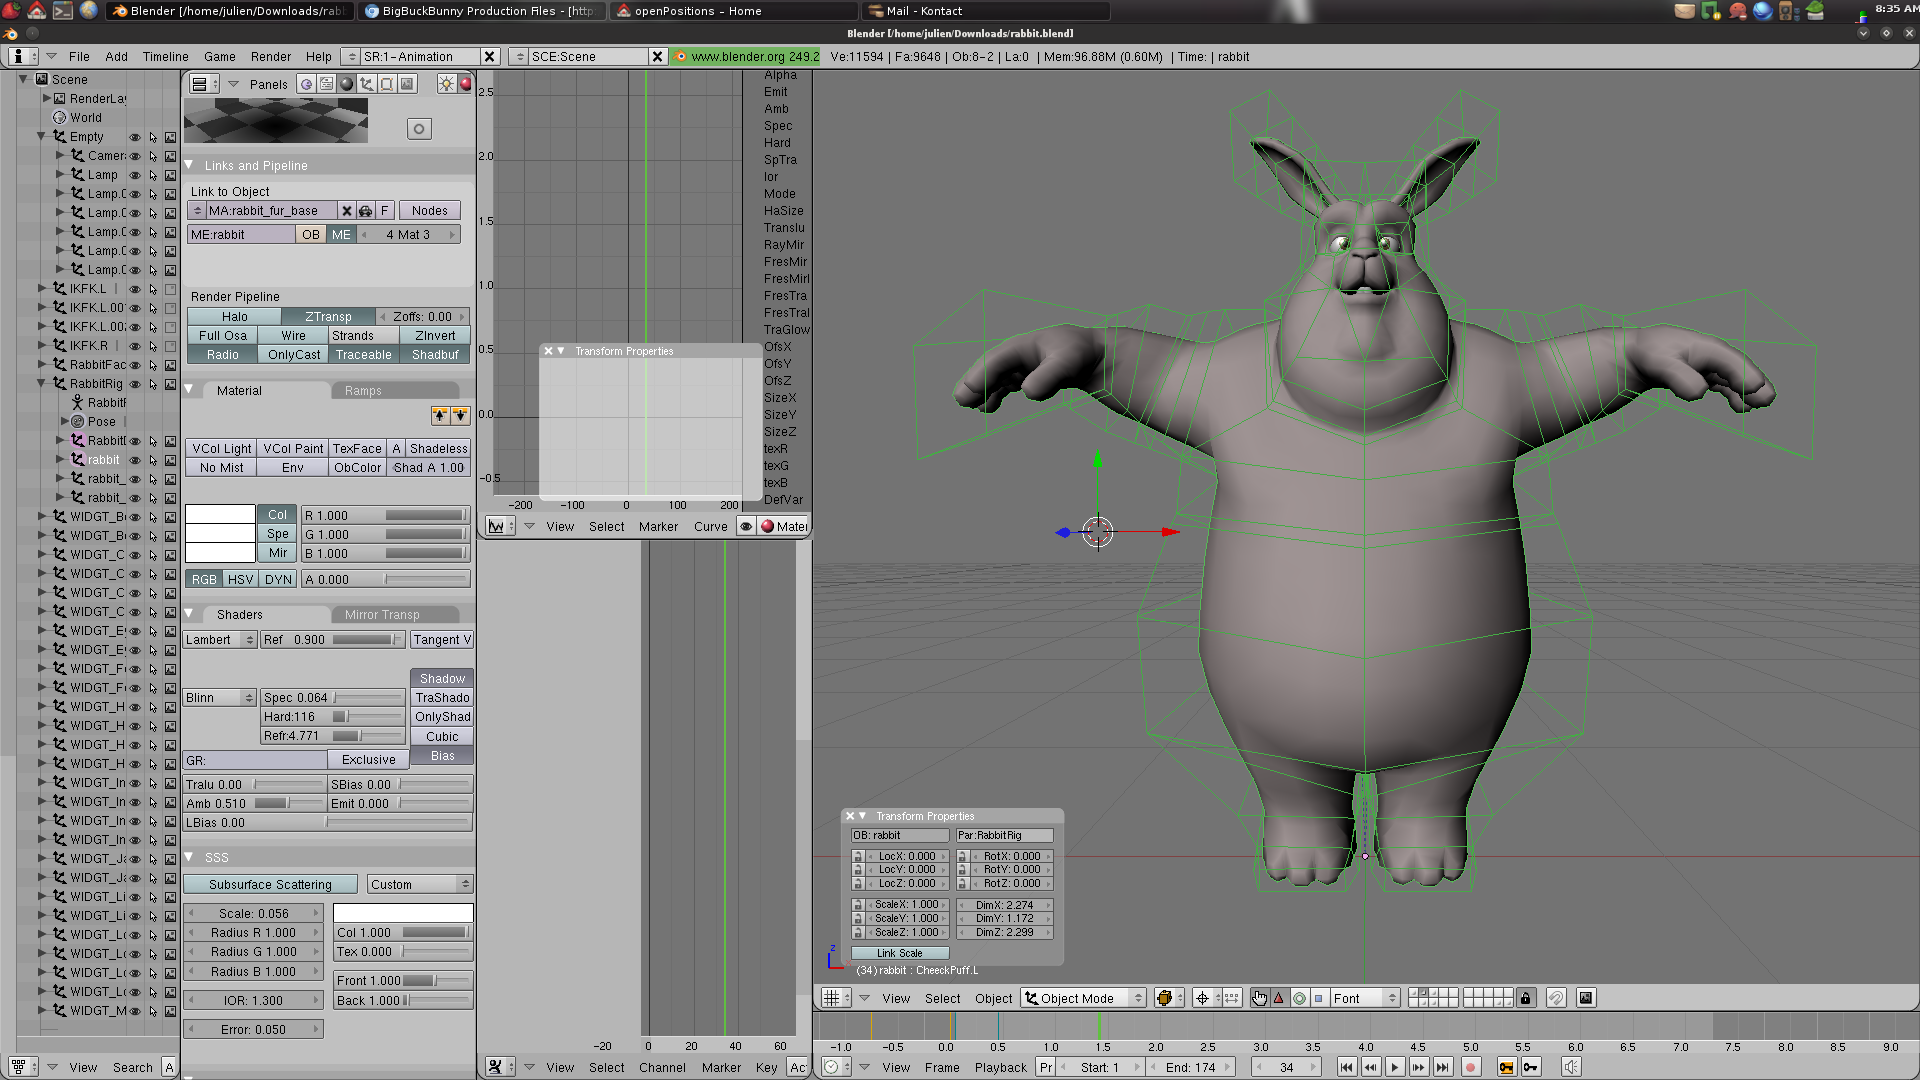 Blender [/home/julien/Downloads/rabb
BigBuckBunny Production Files - [http
openPositions – Home
Mail - Kontact
8:35 AM
Blender [/home/julien/Downloads/rabbit.blend]
File Add Timeline Game Render Help
SR:1-Animation
SCE:Scene
www.blender.org 249.2
Ve:11594 | Fa:9648 | Ob:8-2 | La:0 | Mem:96.88M (0.60M) | Time: | rabbit
Scene
RenderLay
World
Empty
Camera
Lamp
Lamp.0
Lamp.0
Lamp.0
Lamp.0
Lamp.0
IKFK.L |
IKFK.L.00
IKFK.L.00
IKFK.R |
RabbitFac
RabbitRig
RabbitF
Pose
Rabbit
rabbit
rabbit_
rabbit_
WIDGT_B
WIDGT_B
WIDGT_C
WIDGT_C
WIDGT_C
WIDGT_C
WIDGT_E
WIDGT_E
WIDGT_F
WIDGT_F
WIDGT_H
WIDGT_H
WIDGT_H
WIDGT_H
WIDGT_In
WIDGT_In
WIDGT_In
WIDGT_In
WIDGT_Ja
WIDGT_Ja
WIDGT_Li
WIDGT_Li
WIDGT_Lo
WIDGT_Lo
WIDGT_Lo
WIDGT_Lo
WIDGT_M
View Search A
Panels
Links and Pipeline
Link to Object
MA:rabbit_fur_base F Nodes
ME:rabbit OB ME 4 Mat 3
Render Pipeline
Halo ZTransp Zoffs: 0.00
Full Osa Wire Strands ZInvert
Radio OnlyCast Traceable Shadbuf
Material Ramps
VCol Light VCol Paint TexFace A Shadeless
No Mist Env ObColor Shad A 1.00
Col R 1.000
Spe G 1.000
Mir B 1.000
RGB HSV DYN A 0.000
Shaders Mirror Transp
Lambert Ref 0.900 Tangent V
Shadow
Blinn Spec 0.064 TraShado
Hard:116 OnlyShad
Refr:4.771 Cubic
GR: Exclusive Bias
Tralu 0.00 SBias 0.00
Amb 0.510 Emit 0.000
LBias 0.00
SSS
Subsurface Scattering Custom
Scale: 0.056
Radius R 1.000 Col 1.000
Radius G 1.000 Tex 0.000
Radius B 1.000 Front 1.000
IOR: 1.300 Back 1.000
Error: 0.050
2.5
2.0
1.5
1.0
0.5
0.0
-0.5
-200 -100 0 100 200
Transform Properties
Alpha
Emit
Amb
Spec
Hard
SpTra
Ior
Mode
HaSize
Translu
RayMir
FresMir
FresMirI
FresTra
FresTraI
TraGlow
OfsX
OfsY
OfsZ
SizeX
SizeY
SizeZ
texR
texG
texB
DefVar
View Select Marker Curve Mater
-20 0 20 40 60
View Select Channel Marker Key Ac
Transform Properties
OB: rabbit Par:RabbitRig
LocX: 0.000 RotX: 0.000
LocY: 0.000 RotY: 0.000
LocZ: 0.000 RotZ: 0.000
ScaleX: 1.000 DimX: 2.274
ScaleY: 1.000 DimY: 1.172
ScaleZ: 1.000 DimZ: 2.299
Link Scale
z
(34) rabbit : CheeckPuff.L
View Select Object Object Mode Font
-1.0 -0.5 0.0 0.5 1.0 1.5 2.0 2.5 3.0 3.5 4.0 4.5 5.0 5.5 6.0 6.5 7.0 7.5 8.0 8.5 9.0
View Frame Playback Pr Start: 1 End: 174 34